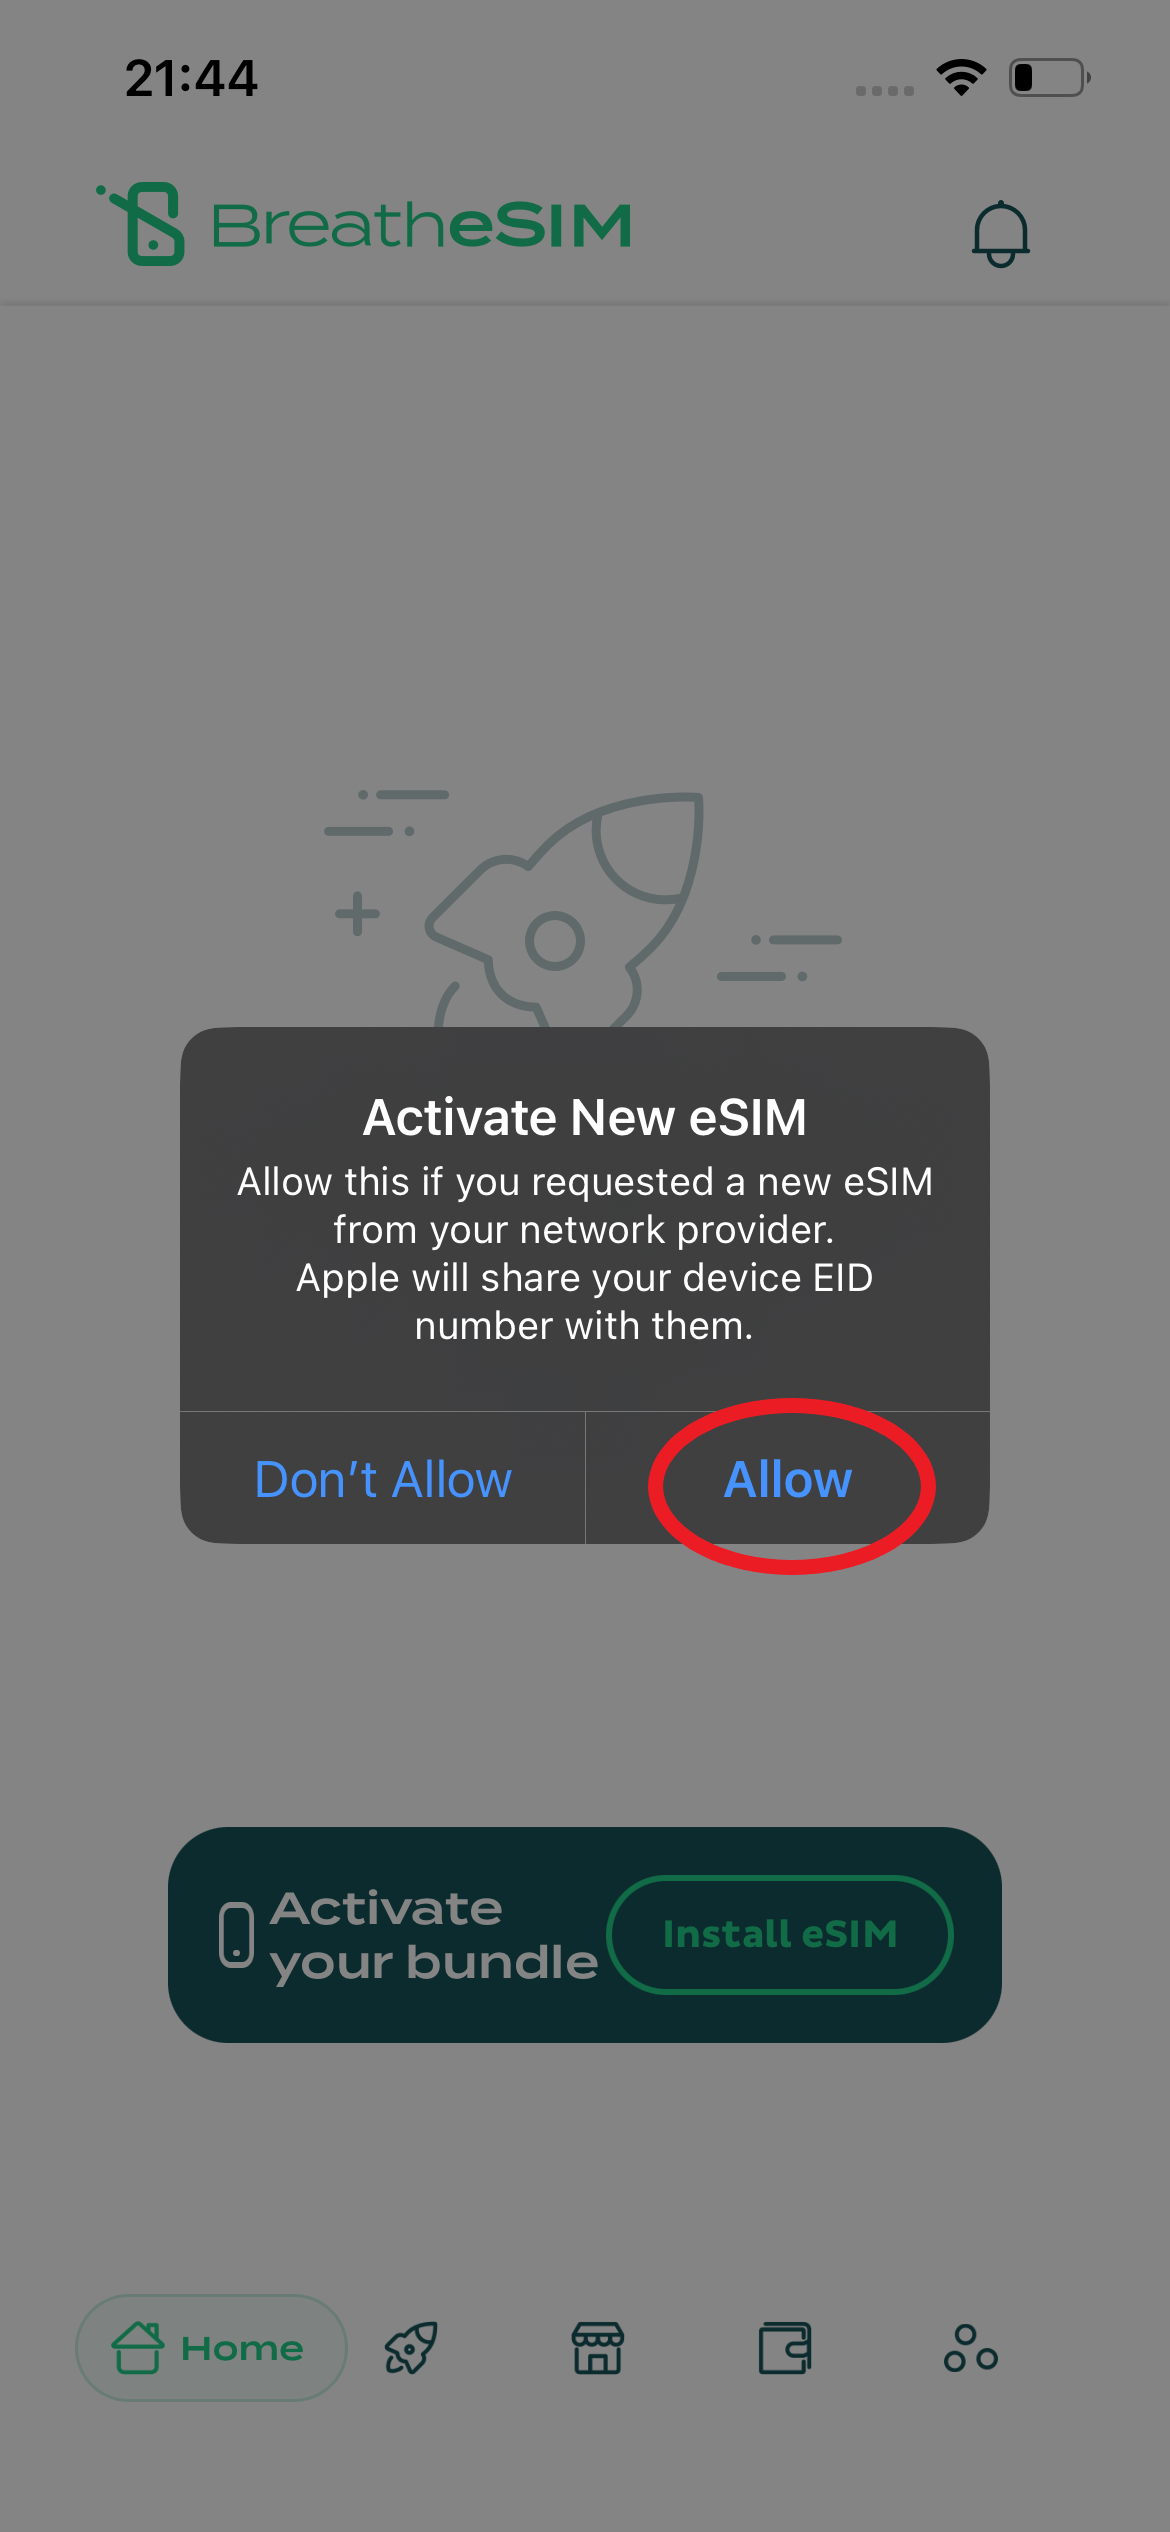 21:44
BreatheSIM
Activate New eSIM
Allow this if you requested a new eSIM
from your network provider.
Apple will share your device EID
number with them.
Don't Allow
Allow
Activate
your bundle
Install eSIM
Home